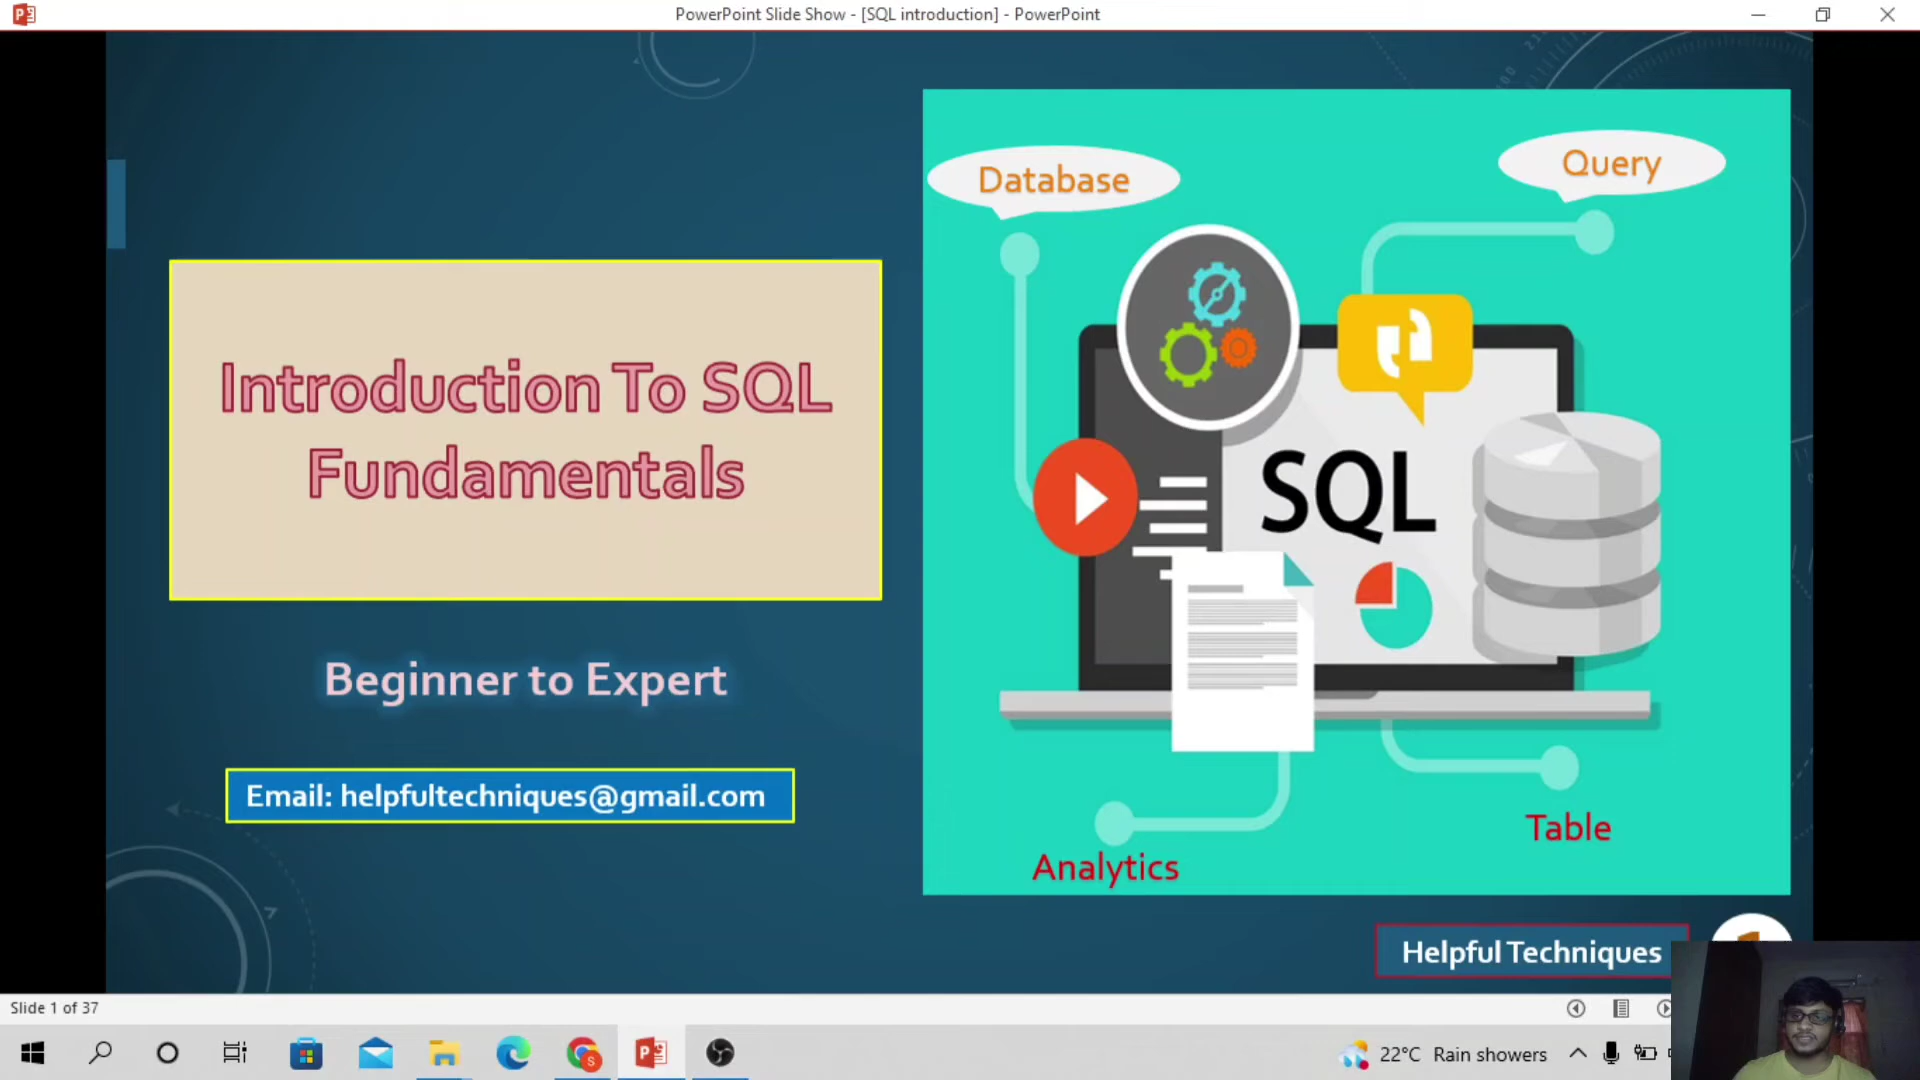 PowerPoint Slide Show - [SQL introduction] - PowerPoint
Database
Query
Introduction To SQL
Fundamentals
SQL
Beginner to Expert
Email: helpfultechniques@gmail.com
Table
Analytics
Helpful Techniques
Slide 1 of 37
22°C Rain showers